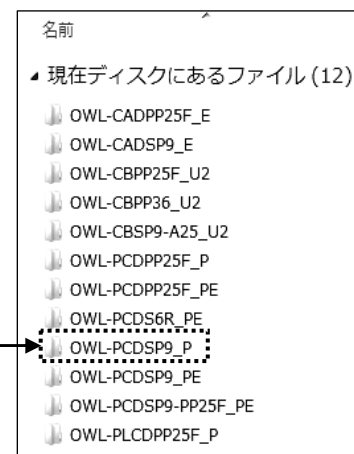 名前
現在ディスクにあるファイル (12)
OWL-CADPP25F_E
OWL-CADSP9_E
OWL-CBPP25F_U2
OWL-CBPP36_U2
OWL-CBSP9-A25_U2
OWL-PCDPP25F_P
OWL-PCDPP25F_PE
OWL-PCDS6R_PE
OWL-PCDSP9_P
OWL-PCDSP9_PE
OWL-PCDSP9-PP25F_PE
OWL-PLCDPP25F_P